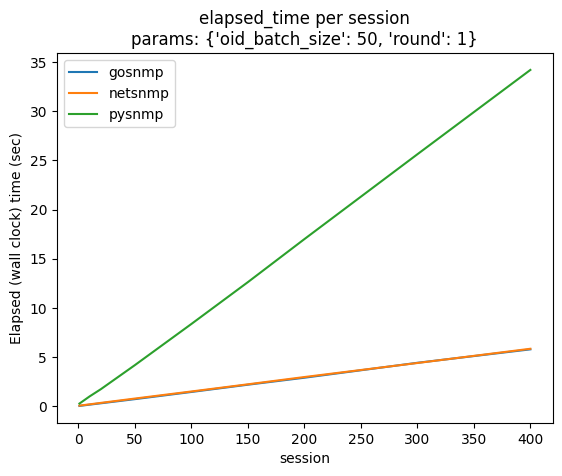 elapsed_time per session
params: {'oid_batch_size': 50, 'round': 1}
gosnmp
netsnmp
pysnmp
Elapsed (wall clock) time (sec)
35
30
25
20
15
10
5
0
0 50 100 150 200 250 300 350 400
session